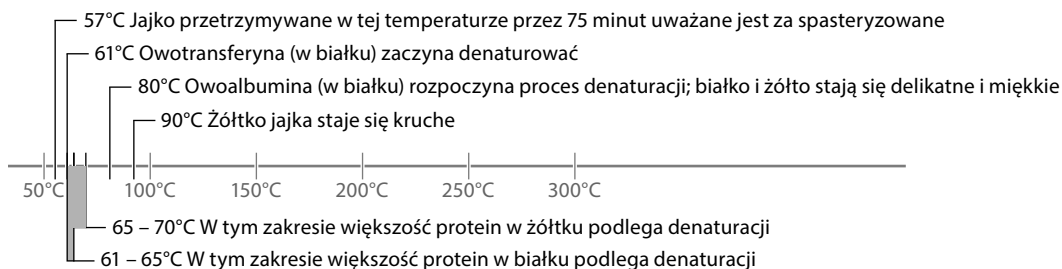 57°C Jajko przetrzymywane w tej temperaturze przez 75 minut uważane jest za spasteryzowane
61°C Owotransferyna (w białku) zaczyna denaturować
80°C Owoalbumina (w białku) rozpoczyna proces denaturacji; białko i żółto stają się delikatne i miękkie
90°C Żółtko jajka staje się kruche
50°C 100°C 150°C 200°C 250°C 300°C
65 – 70°C W tym zakresie większość protein w żółtku podlega denaturacji
61 – 65°C W tym zakresie większość protein w białku podlega denaturacji